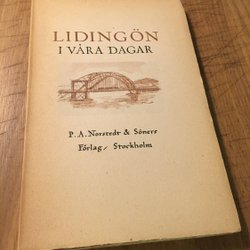 LIDINGÖN
I VÅRA DAGAR
P. A. Norstedt & Söners
Förlag, Stockholm